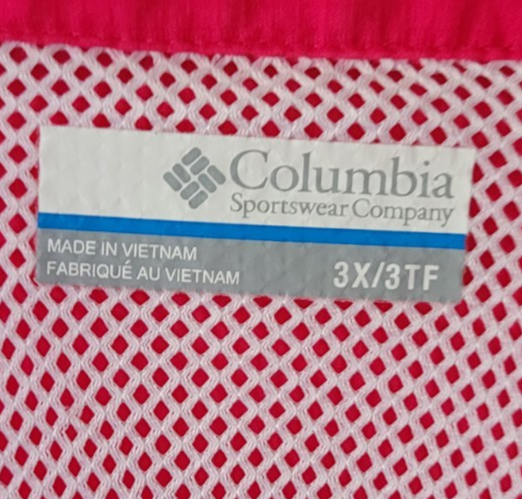 Columbia
Sportswear Company
MADE IN VIETNAM
FABRIQUÉ AU VIETNAM
3X/3TF